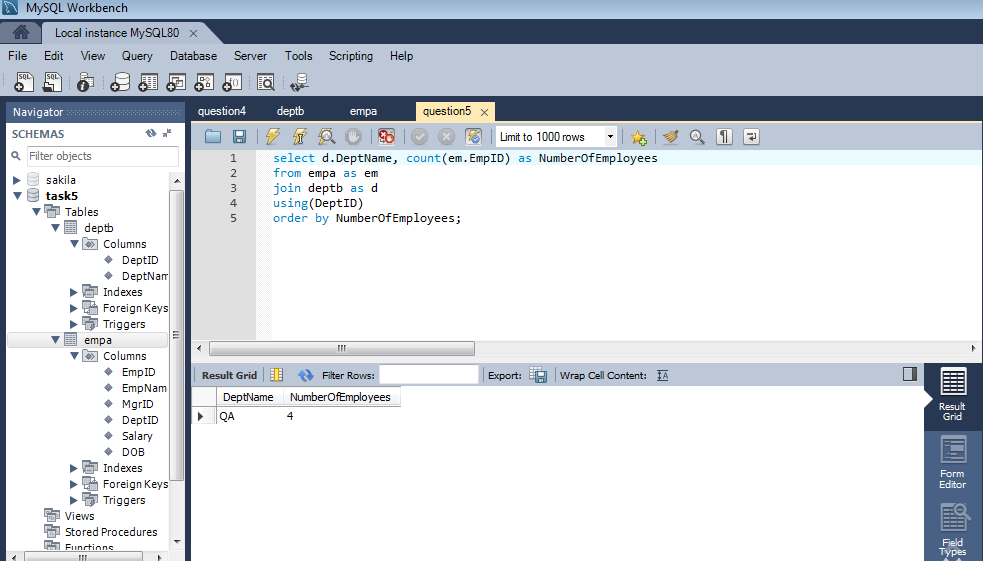 MySQL Workbench
Local instance MySQL80
File Edit View Query Database Server Tools Scripting Help
SQL SQL
Navigator
question4 deptb empa question5
SCHEMAS
Filter objects
sakila
task5
Tables
deptb
Columns
DeptID
DeptNam
Indexes
Foreign Keys
Triggers
empa
Columns
EmpID
EmpNam
MgrID
DeptID
Salary
DOB
Indexes
Foreign Keys
Triggers
Views
Stored Procedures
Functions
Limit to 1000 rows
1 select d.DeptName, count(em.EmpID) as NumberOfEmployees
2 from empa as em
3 join deptb as d
4 using(DeptID)
5 order by NumberOfEmployees;
Result Grid Filter Rows: Export: Wrap Cell Content: IA
DeptName NumberOfEmployees
QA 4
Result
Grid
Form
Editor
Field
Types